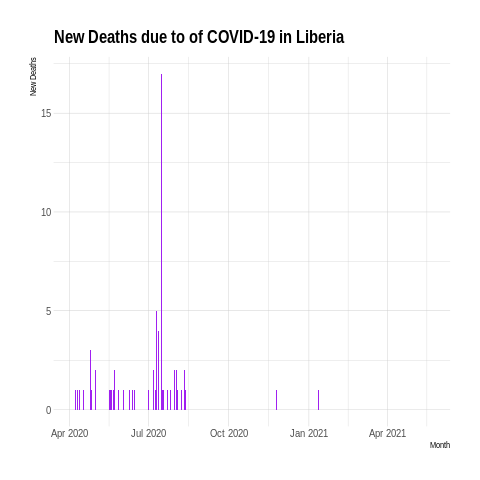 New Deaths due to of COVID-19 in Liberia
New Deaths
15
10
5
0
Apr 2020 Jul 2020 Oct 2020 Jan 2021 Apr 2021
Month